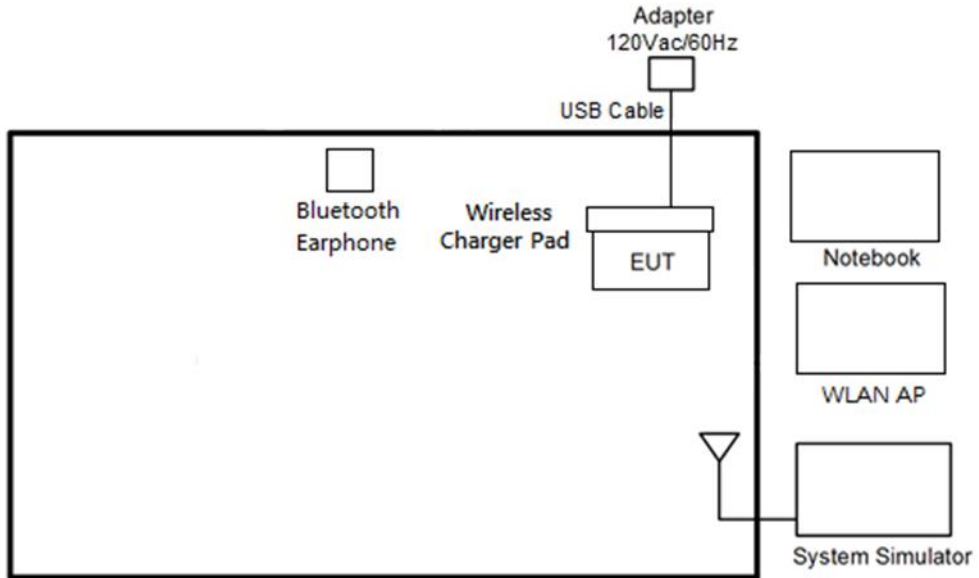 Adapter
120Vac/60Hz
USB Cable
Bluetooth
Earphone
Wireless
Charger Pad
EUT
Notebook
WLAN AP
System Simulator